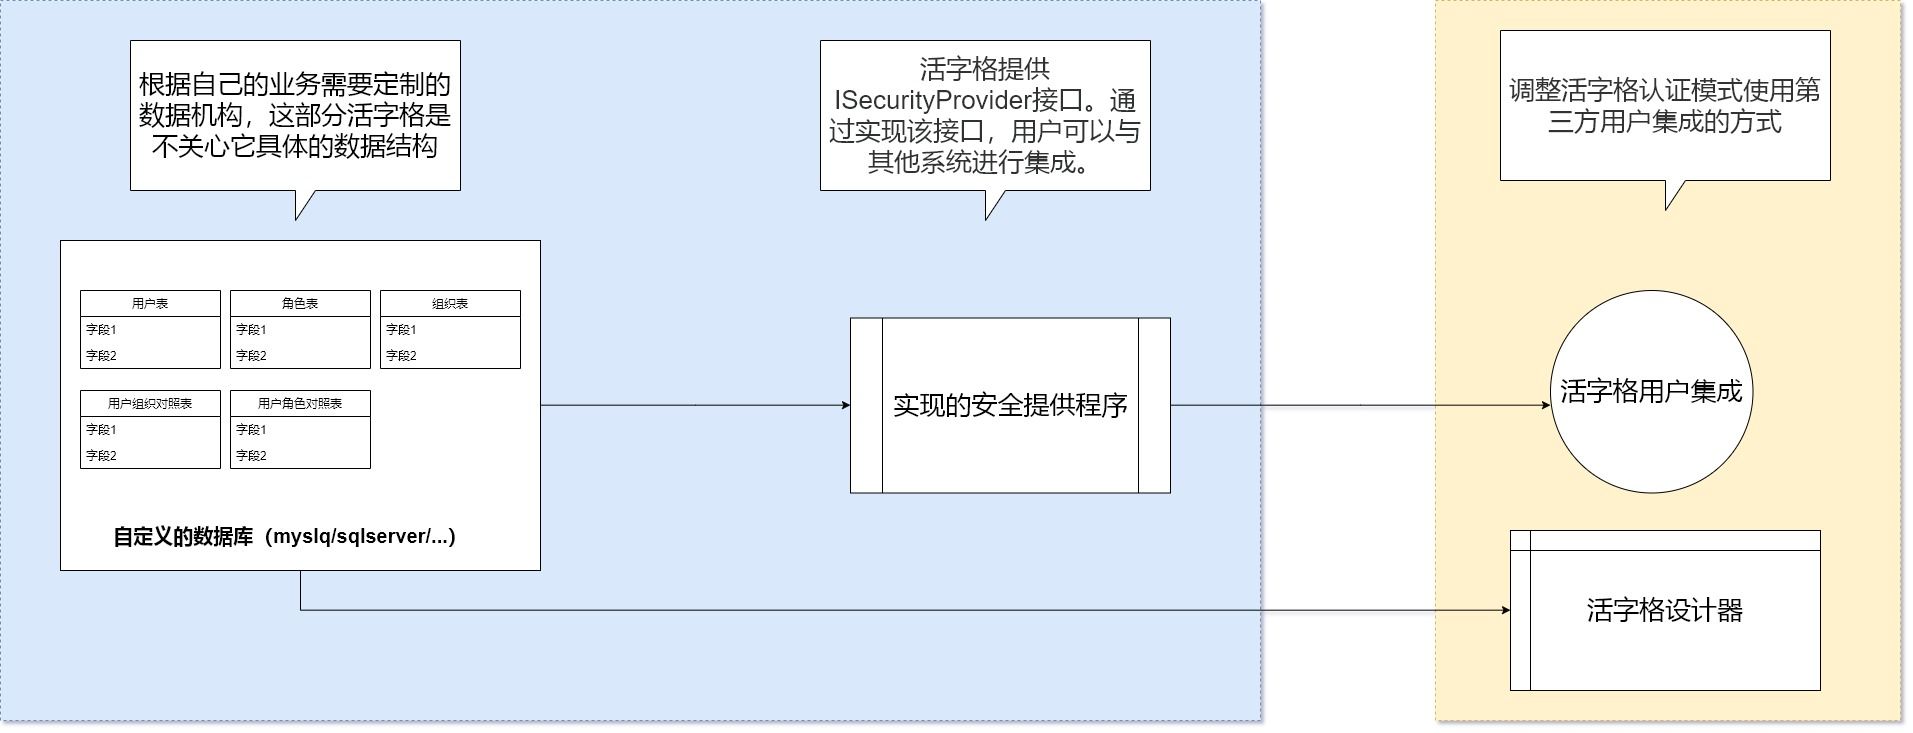 根据自己的业务需要定制的
数据机构，这部分活字格是
不关心它具体的数据结构
活字格提供
ISecurityProvider接口。通
过实现该接口，用户可以与
其他系统进行集成。
调整活字格认证模式使用第
三方用户集成的方式
用户表
字段1
字段2
角色表
字段1
字段2
组织表
字段1
字段2
用户组织对照表
字段1
字段2
用户角色对照表
字段1
字段2
自定义的数据库（myslq/sqlserver/...）
实现的安全提供程序
活字格用户集成
活字格设计器